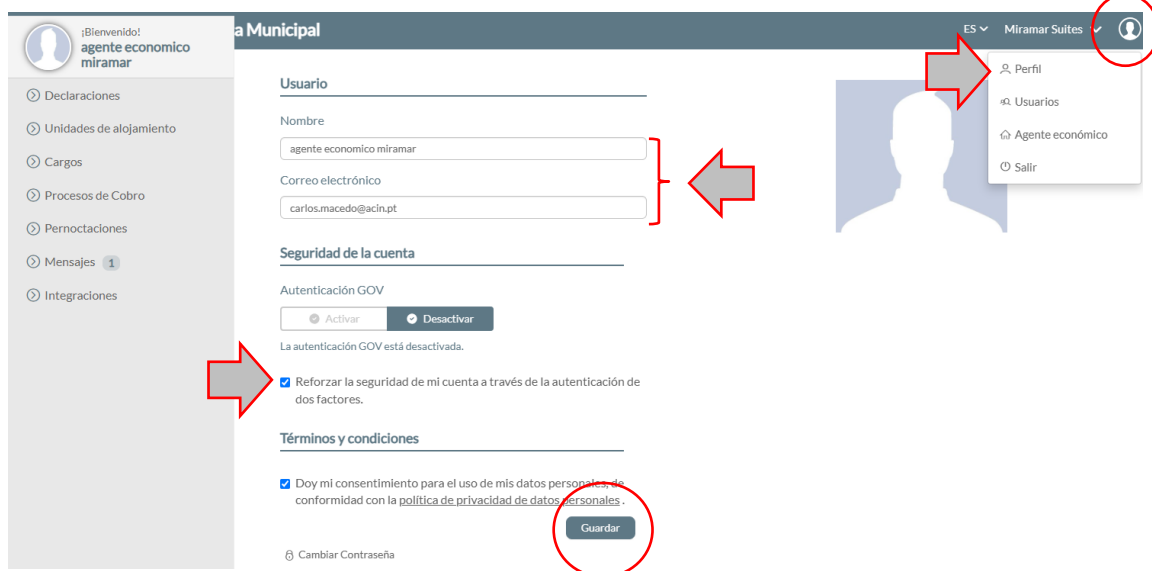 ¡Bienvenido!
agente economico
miramar
a Municipal
ES
Miramar Suites
Perfil
Usuarios
Agente económico
Salir
Declaraciones
Unidades de alojamiento
Cargos
Procesos de Cobro
Pernoctaciones
Mensajes 1
Integraciones
Usuario
Nombre
agente economico miramar
Correo electrónico
carlos.macedo@acin.pt
Seguridad de la cuenta
Autenticación GOV
Activar
Desactivar
La autenticación GOV está desactivada.
Reforzar la seguridad de mi cuenta a través de la autenticación de
dos factores.
Términos y condiciones
Doy mi consentimiento para el uso de mis datos personales, de
conformidad con la política de privacidad de datos personales .
Guardar
Cambiar Contraseña